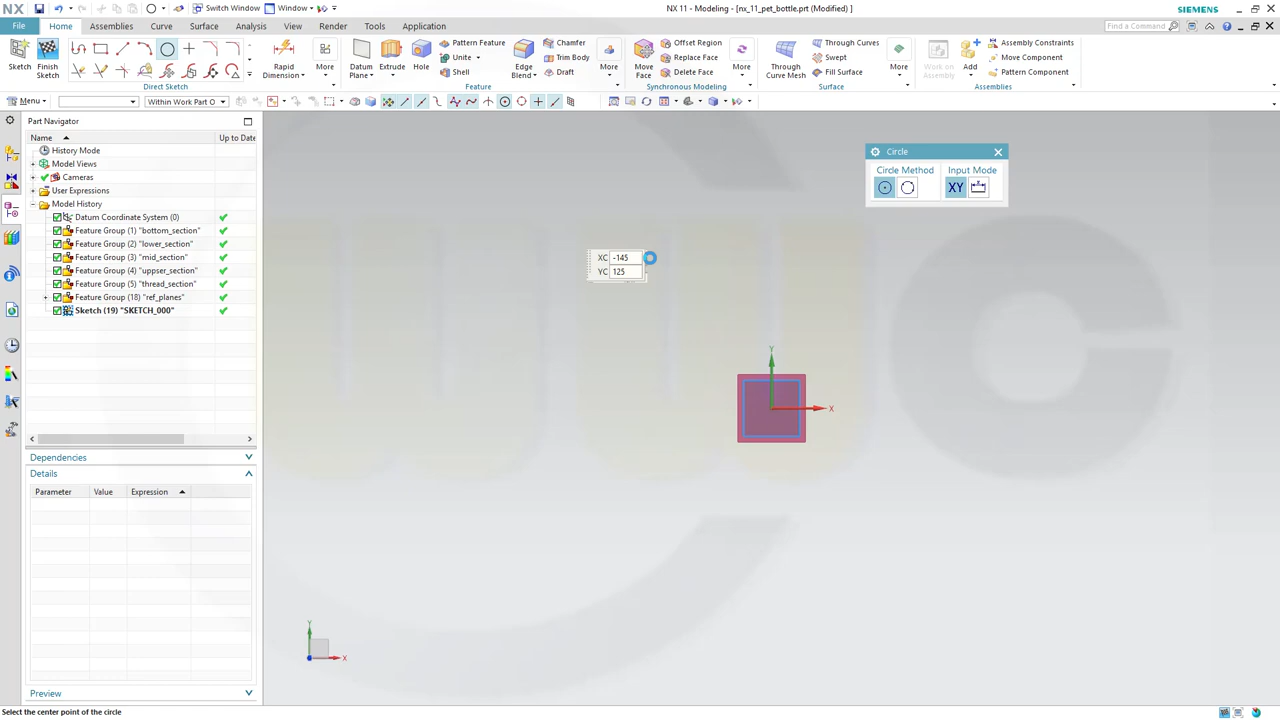 NX
Switch Window
Window
NX 11 - Modeling - [nx_11_pet_bottle.prt (Modified) ]
SIEMENS
File
Home
Assemblies
Curve
Surface
Analysis
View
Render
Tools
Application
Find a Command
Sketch
Finish
Sketch
Rapid
Dimension
More
Direct Sketch
Datum
Plane
Extrude
Hole
Pattern Feature
Unite
Shell
Edge
Blend
Chamfer
Trim Body
Draft
More
Feature
Move
Face
Offset Region
Replace Face
Delete Face
More
Synchronous Modeling
Through
Curve Mesh
Through Curves
Swept
Fill Surface
More
Surface
Work on
Assembly
Add
Assembly Constraints
Move Component
Pattern Component
Assemblies
Menu
Within Work Part O
Part Navigator
Name
Up to Date
History Mode
Model Views
Cameras
User Expressions
Model History
Datum Coordinate System (0)
Feature Group (1) "bottom_section"
Feature Group (2) "lower_section"
Feature Group (3) "mid_section"
Feature Group (4) "upper_section"
Feature Group (5) "thread_section"
Feature Group (18) "ref_planes"
Sketch (19) "SKETCH_000"
Dependencies
Details
Parameter
Value
Expression
Preview
Circle
Circle Method
Input Mode
XY
XC -145
YC 125
Y
X
Y
X
Select the center point of the circle